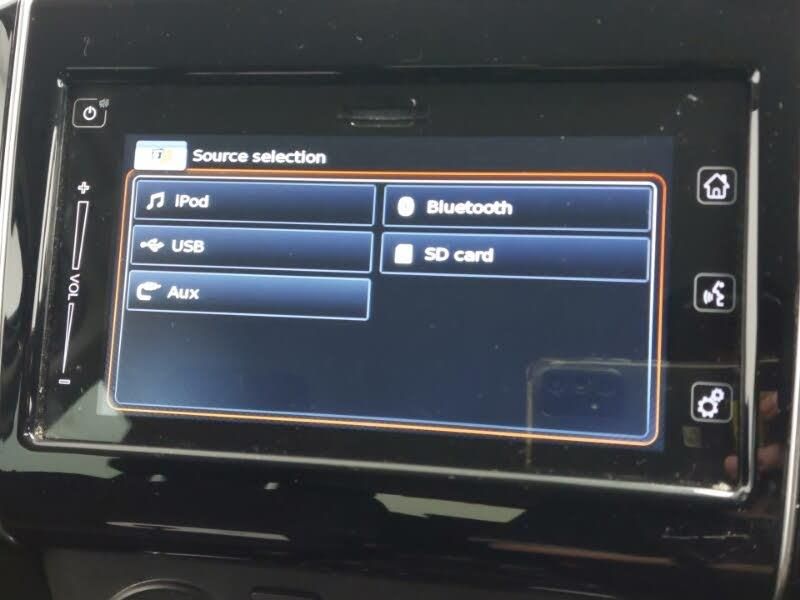 Source selection
iPod
Bluetooth
USB
SD card
Aux
VOL